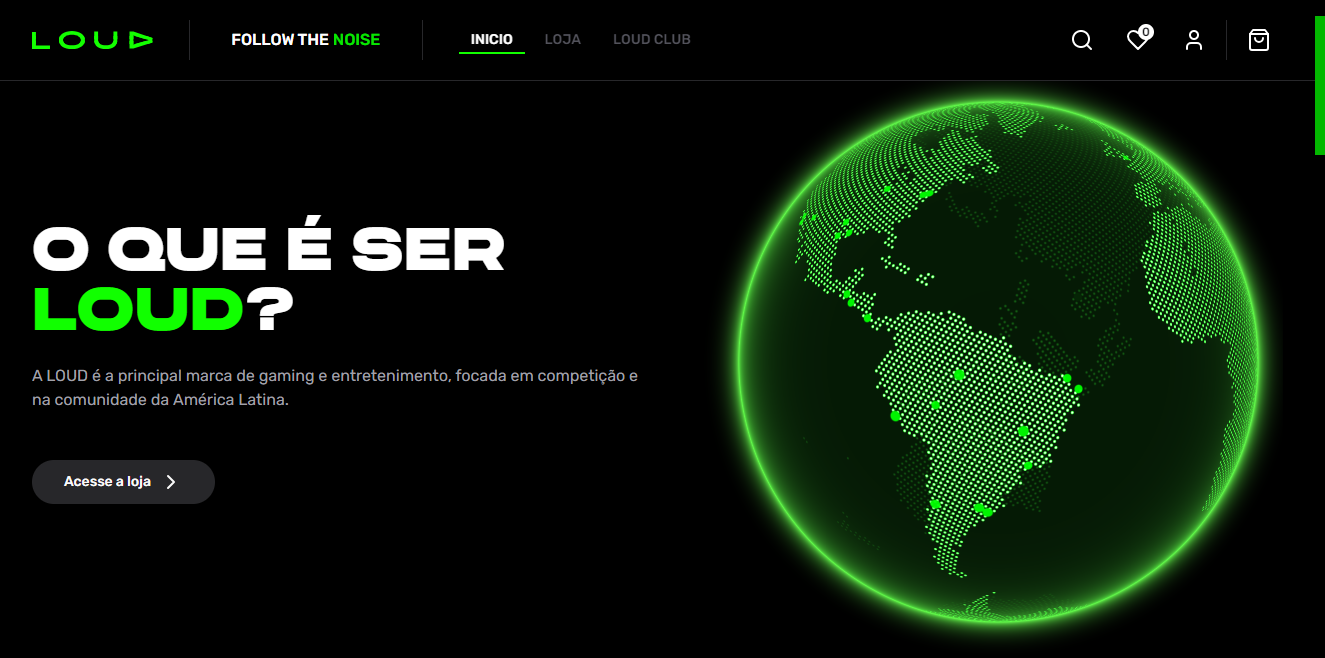 LOUD
FOLLOW THE NOISE
INICIO
LOJA
LOUD CLUB
0
O QUE É SER
LOUD?
A LOUD é a principal marca de gaming e entretenimento, focada em competição e
na comunidade da América Latina.
Acesse a loja